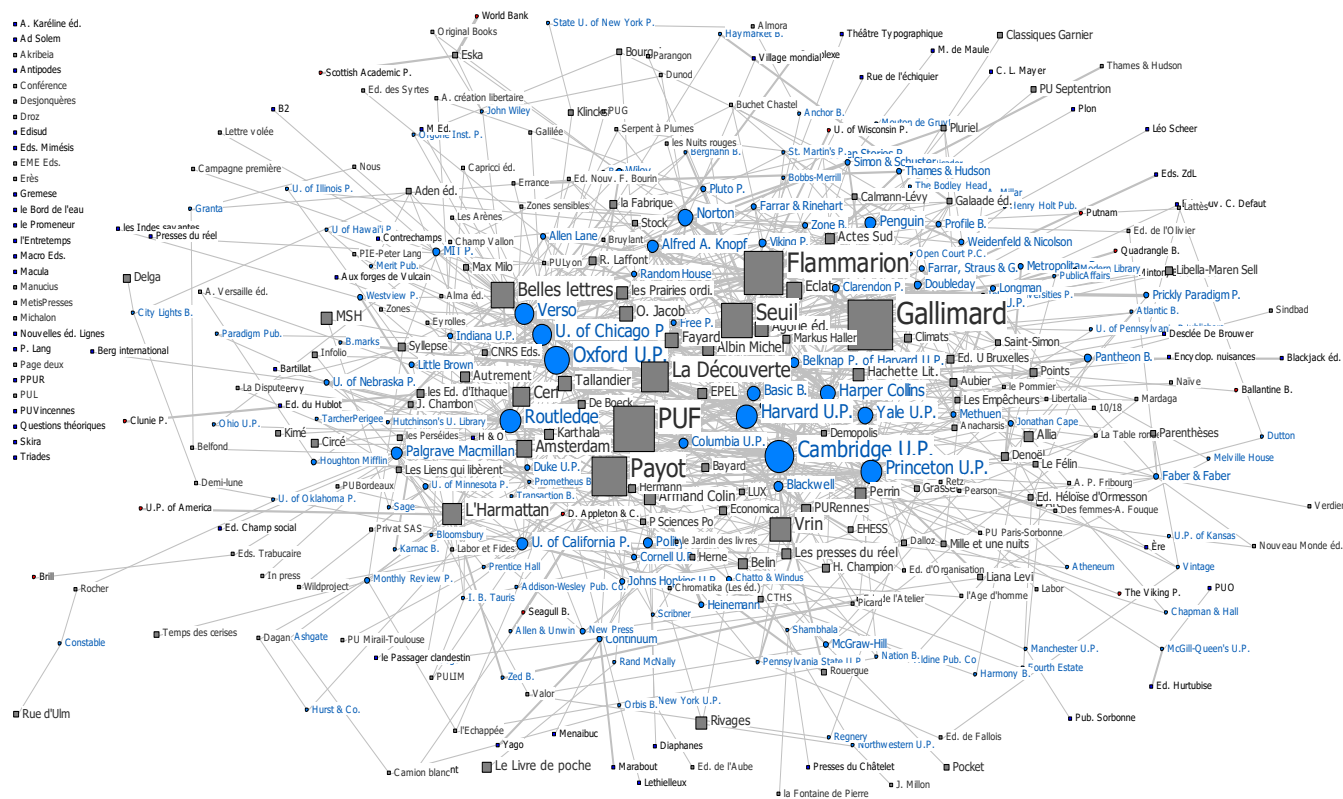 A. Karéline éd.
Ad Solem
Akribeia
Antipodes
Conférence
Desjonquères
Droz
Edisud
Eds. Mimésis
EME Eds.
Erès
Gremese
le Bord de l'eau
le Promeneur
l'Entretemps
Macro Eds.
Macula
Manucius
MetisPresses
Michalon
Nouvelles éd. Lignes
P. Lang
Page deux
PPUR
PUL
PUVincennes
Questions théoriques
Skira
Triades
World Bank
Original Books
State U. of New York P.
Almora
Haymarket B.
Théâtre Typographique
Classiques Garnier
Eska
Parangon
Village mondial
M. de Maule
Scottish Academic P.
Dunod
Rue de l'échiquier
C. L. Mayer
Thames & Hudson
Ed. des Syrtes
A. création libertaire
PU Septentrion
B2
John Wiley
PUG
Buchet Chastel
Anchor B.
Plon
Lettre volée
M Ed.
Galilée
Serpent à Plumes
U. of Wisconsin P.
Pluriel
Léo Scheer
les Nuits rouges
Bergnann B.
St. Martin's P.
Simon & Schuster
Campagne première
Nous
Capricci éd.
Thames & Hudson
Eds. ZdL
U. of Illinois P.
Aden éd.
Errance
Ed. Nouv. F. Bourin
Bobbs-Merrill
The Bodley Head
Pluto P.
Calmann-Lévy
Galaade éd.
Henry Holt Pub.
Putnam
Lattès
Granta
Les Arènes
Zones sensibles
la Fabrique
Farrar & Rinehart
Norton
Stock
Zone B.
Penguin
Profile B.
Ed. de l'Olivier
les Indes savantes
Presses du réel
U of Hawai'i P.
Contrechamps
Champ Vallon
Allen Lane
Bruylant
Alfred A. Knopf
Viking P.
Actes Sud
Weidenfeld & Nicolson
Quadrangle B.
PIE-Peter Lang
MIT P.
PULyon
Open Court P.C.
Merit Pub.
Max Milo
R. Laffont
Flammarion
Farrar, Straus & G.
Metropolita
Modern Library
Libella-Maren Sell
Delga
Aux forges de Vulcain
Random House
PublicAffairs
A. Versaille éd.
Westview P.
Alma éd.
Belles lettres
les Prairies ordi.
Eclat
Clarendon P.
Doubleday
Longman
Prickly Paradigm P.
City Lights B.
Zones
MSH
Verso
O. Jacob
Seuil
Gallimard
Atlantic B.
Sindbad
Eyrolles
Free P.
Agone éd.
Paradigm Pub.
B.marks
Indiana U.P.
U. of Chicago P
Fayard
Markus Haller
Climats
Saint-Simon
U. of Pennsylvan
Desclée De Brouwer
Berg international
Infolio
Syllepse
CNRS Eds.
Oxford U.P.
Albin Michel
Belknap P. of Harvard U.P.
Ed. U Bruxelles
Pantheon B.
Encyclop. nuisances
Blackjack éd.
Bartillat
Little Brown
La Découverte
Hachette Lit.
Points
U. of Nebraska P.
Autrement
Tallandier
Aubier
Naïve
La Dispute
les Ed. d'Ithaque
Cerf
EPEL
Basic B.
Harper Collins
le Pommier
Ballantine B.
Ed. du Hublot
J. Chambon
De Boeck
Les Empêcheurs
Libertalia
Mardaga
Clunie P.
TarcherPerigee
Hutchinson's U. Library
Routledge
PUF
Harvard U.P.
Yale U.P.
Methuen
10/18
Ohio U.P.
Anacharsis
Jonathan Cape
Kimé
Circé
les Perséides
H & O
Karthala
Columbia U.P.
Demopolis
Allia
La Table ronde
Parenthèses
Dutton
Belfond
Palgrave Macmillan
Amsterdam
Cambridge U.P.
Denoël
Houghton Mifflin
Les Liens qui libèrent
Duke U.P.
Payot
Bayard
Princeton U.P.
Le Félin
Melville House
Demi-lune
PUBordeaux
U. of Minnesota P.
Prometheus B.
Hermann
LUX
Blackwell
Perrin
Grasset
Retz
Pearson
A. P. Fribourg
Faber & Faber
U. of Oklahoma P.
Transaction B.
Armand Colin
Ed. Héloïse d'Ormesson
U.P. of America
Sage
L'Harmattan
D. Appleton & C.
Economica
PURennes
Des femmes-A. Fouque
Verdier
Ed. Champ social
Privat SAS
P Sciences Po
Vrin
EHESS
PU Paris-Sorbonne
Bloomsbury
U. of California P.
le Jardin des livres
Dalloz
Mille et une nuits
U.P. of Kansas
Ère
Nouveau Monde éd.
Eds. Trabucaire
Karnac B.
Labor et Fides
Cornell U.P.
Herne
Les presses du réel
Belin
H. Champion
Ed. d'Organisation
Atheneum
Vintage
Brill
In press
Prentice Hall
Liana Levi
Rocher
Wildproject
Monthly Review P.
Addison-Wesley Pub. Co.
Johns Hopkins U.P.
Chatto & Windus
Chromatika (Les éd.)
l'Age d'homme
Labor
PUO
I. B. Tauris
CTHS
The Viking P.
Seagull B.
Heinemann
Picard
Scribner
Chapman & Hall
Temps des cerises
Allen & Unwin
New Press
Shambhala
Constable
Dagan
Ashgate
PU Mirail-Toulouse
Continuum
McGraw-Hill
Manchester U.P.
McGill-Queen's U.P.
le Passager clandestin
Rand McNally
Pennsylvania State U.P.
Nation B.
Fourth Estate
PULIM
Zed B.
Rouergue
Harmony B.
Ed. Hurtubise
Valor
Orbis B.
New York U.P.
Rue d'Ulm
Hurst & Co.
Rivages
Pub. Sorbonne
l'Echappée
Menaibuc
Regnery
Ed. de Fallois
Yago
Diaphanes
Northwestern U.P.
Camion blanc
Le Livre de poche
Marabout
Ed. de l'Aube
Presses du Châtelet
Pocket
Lethielleux
J. Millon
la Fontaine de Pierre